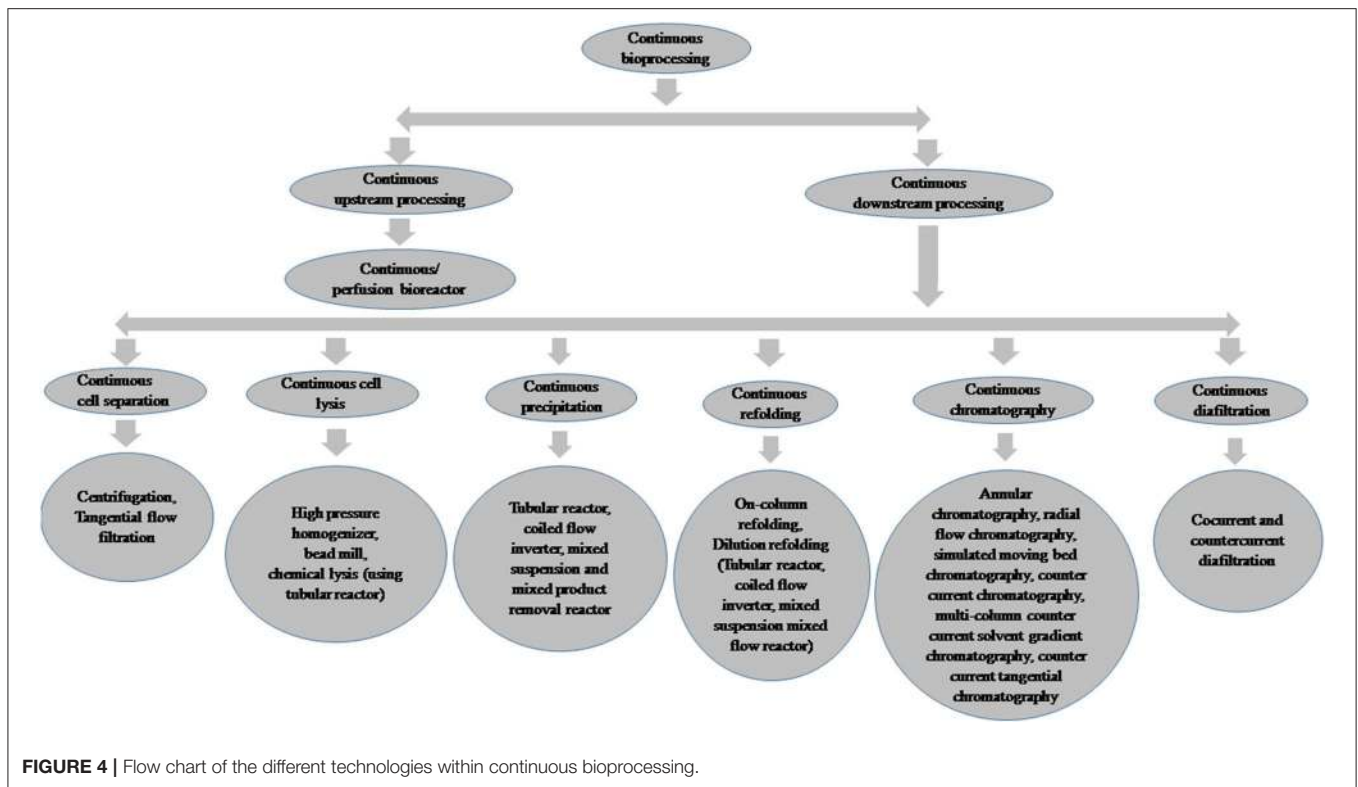 Continuous
bioprocessing
Continuous
upstream processing
Continuous
downstream processing
Continuous/
perfusion bioreactor
Continuous
cell separation
Continuous cell
lysis
Continuous
precipitation
Continuous
refolding
Continuous
chromatography
Continuous
diafiltration
Centrifugation,
Tangential flow
filtration
High pressure
homogenizer,
bead mill,
chemical lysis (using
tubular reactor)
Tubular reactor,
coiled flow
inverter, mixed
suspension and
mixed product
removal reactor
On-column
refolding,
Dilution refolding
(Tubular reactor,
coiled flow
inverter, mixed
suspension mixed
flow reactor)
Annular
chromatography, radial
flow chromatography,
simulated moving bed
chromatography, counter
current chromatography,
multi-column counter
current solvent gradient
chromatography, counter
current tangential
chromatography
Cocurrent and
countercurrent
diafiltration
FIGURE 4 | Flow chart of the different technologies within continuous bioprocessing.